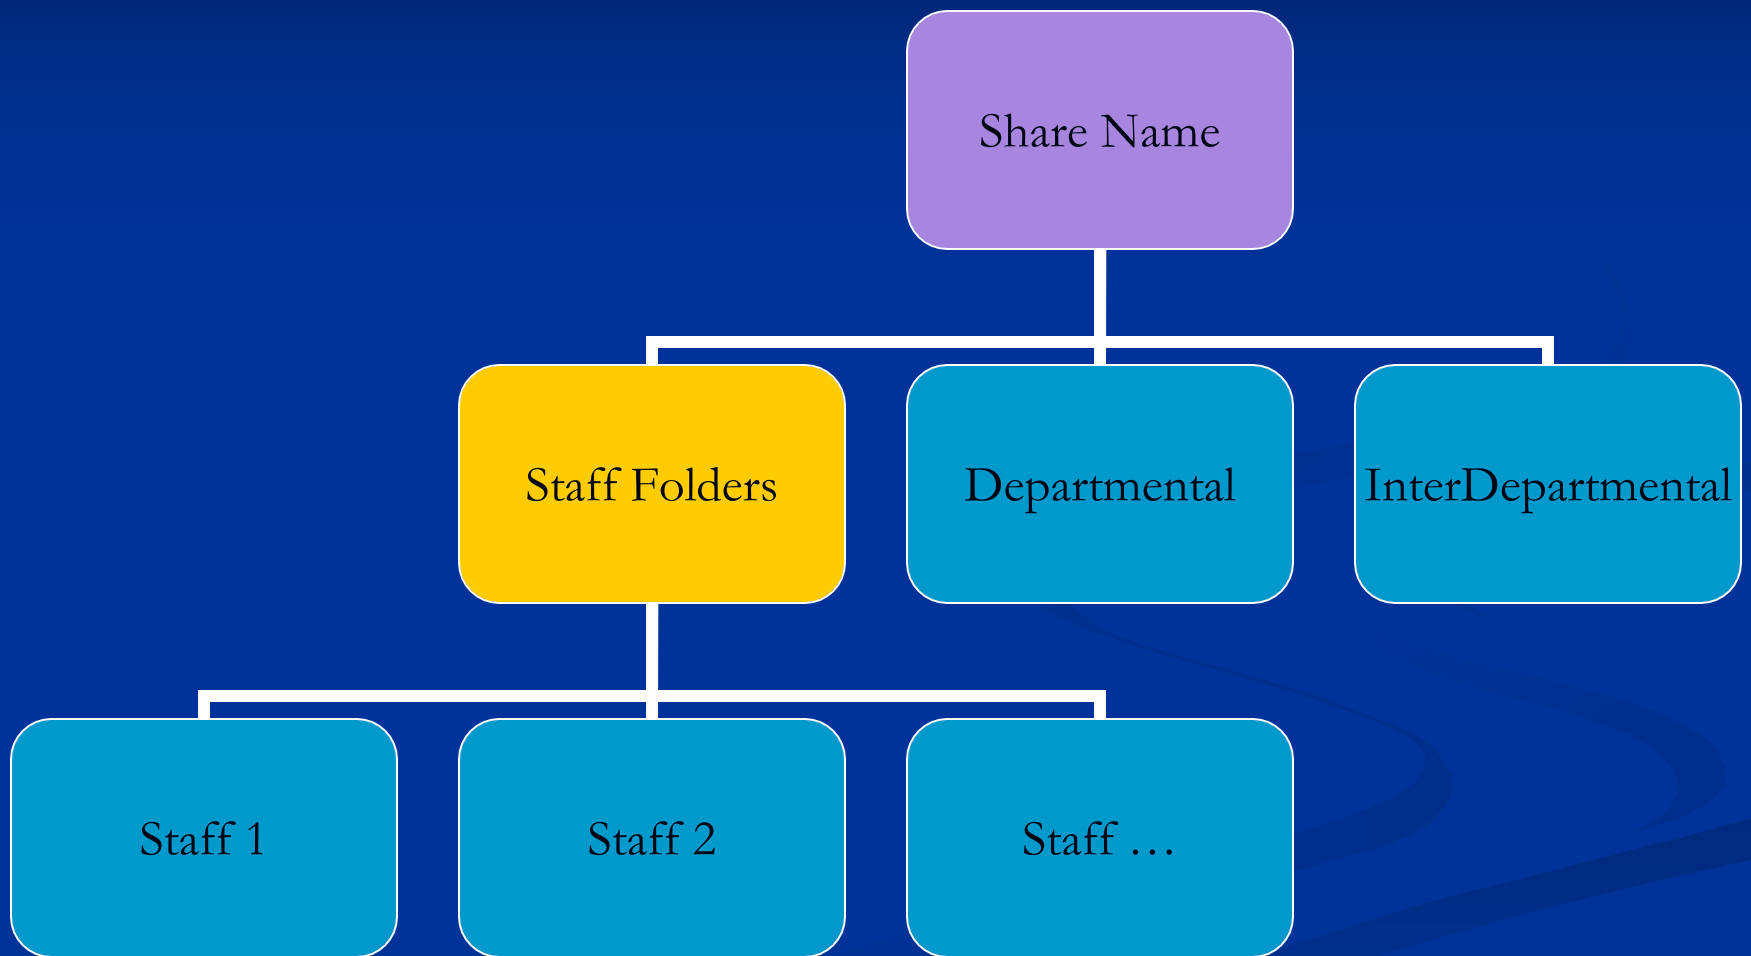 Share Name
Staff Folders
Departmental
InterDepartmental
Staff 1
Staff 2
Staff …